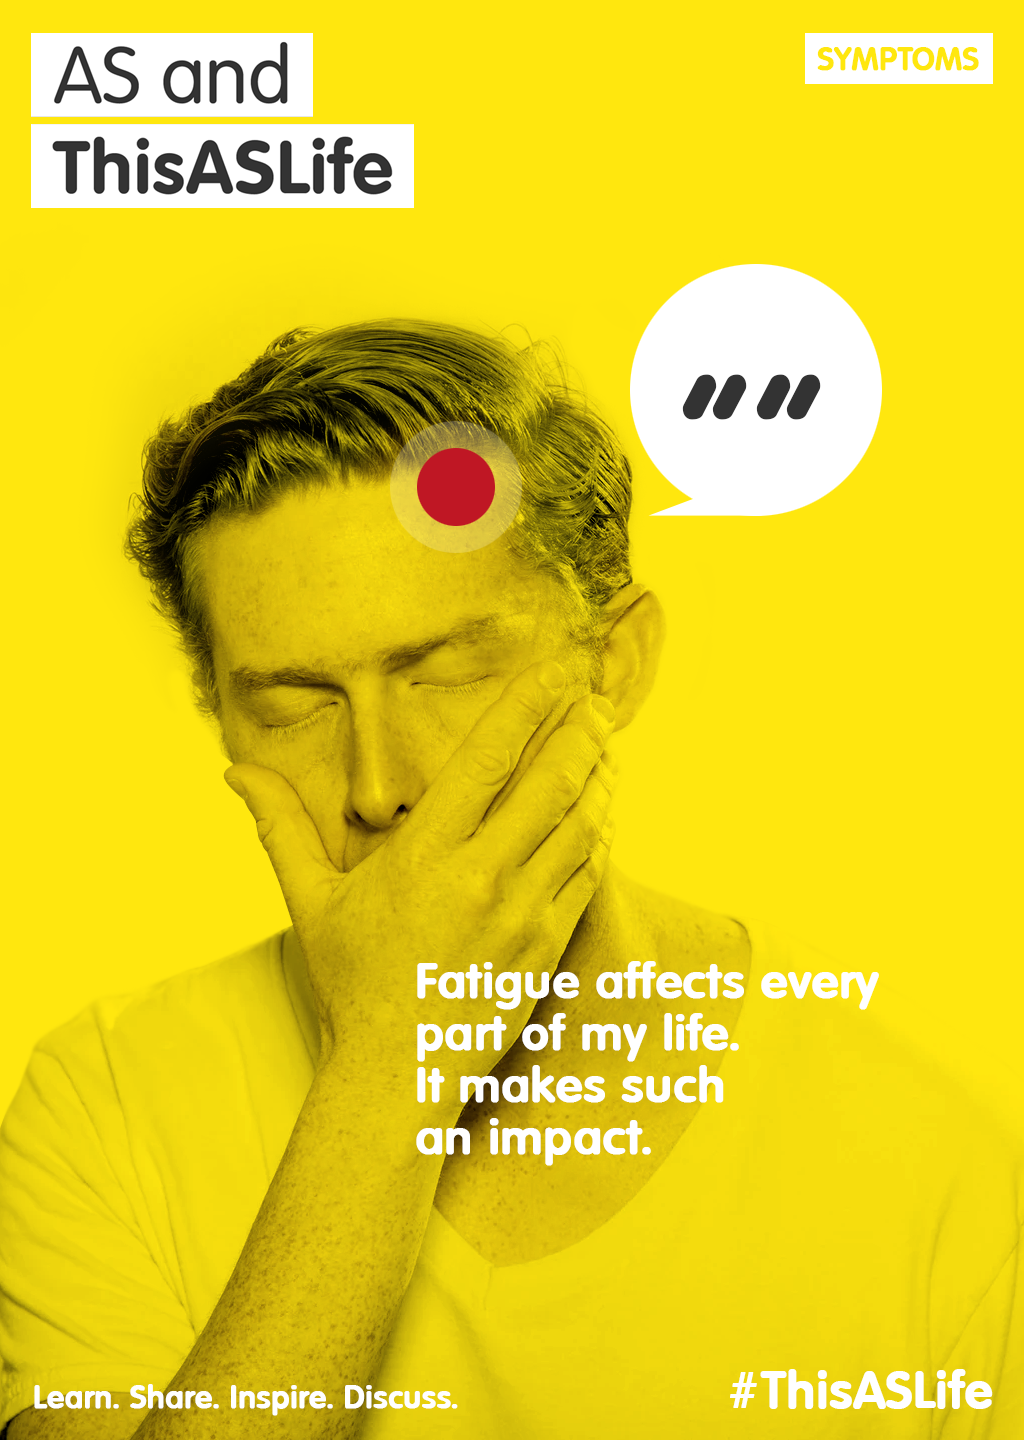 AS and
ThisASLife
SYMPTOMS
Fatigue affects every
part of my life.
It makes such
an impact.
Learn. Share. Inspire. Discuss.
#ThisASLife